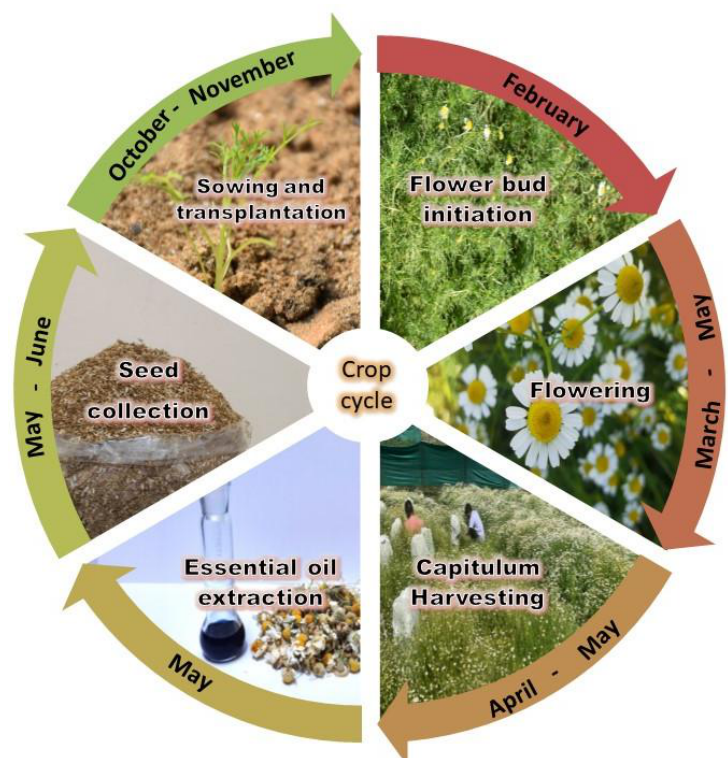 October - November
Sowing and
transplantation
February
Flower bud
initiation
March - May
Flowering
April - May
Capitulum
Harvesting
May
Essential oil
extraction
May - June
Seed
collection
Crop
cycle